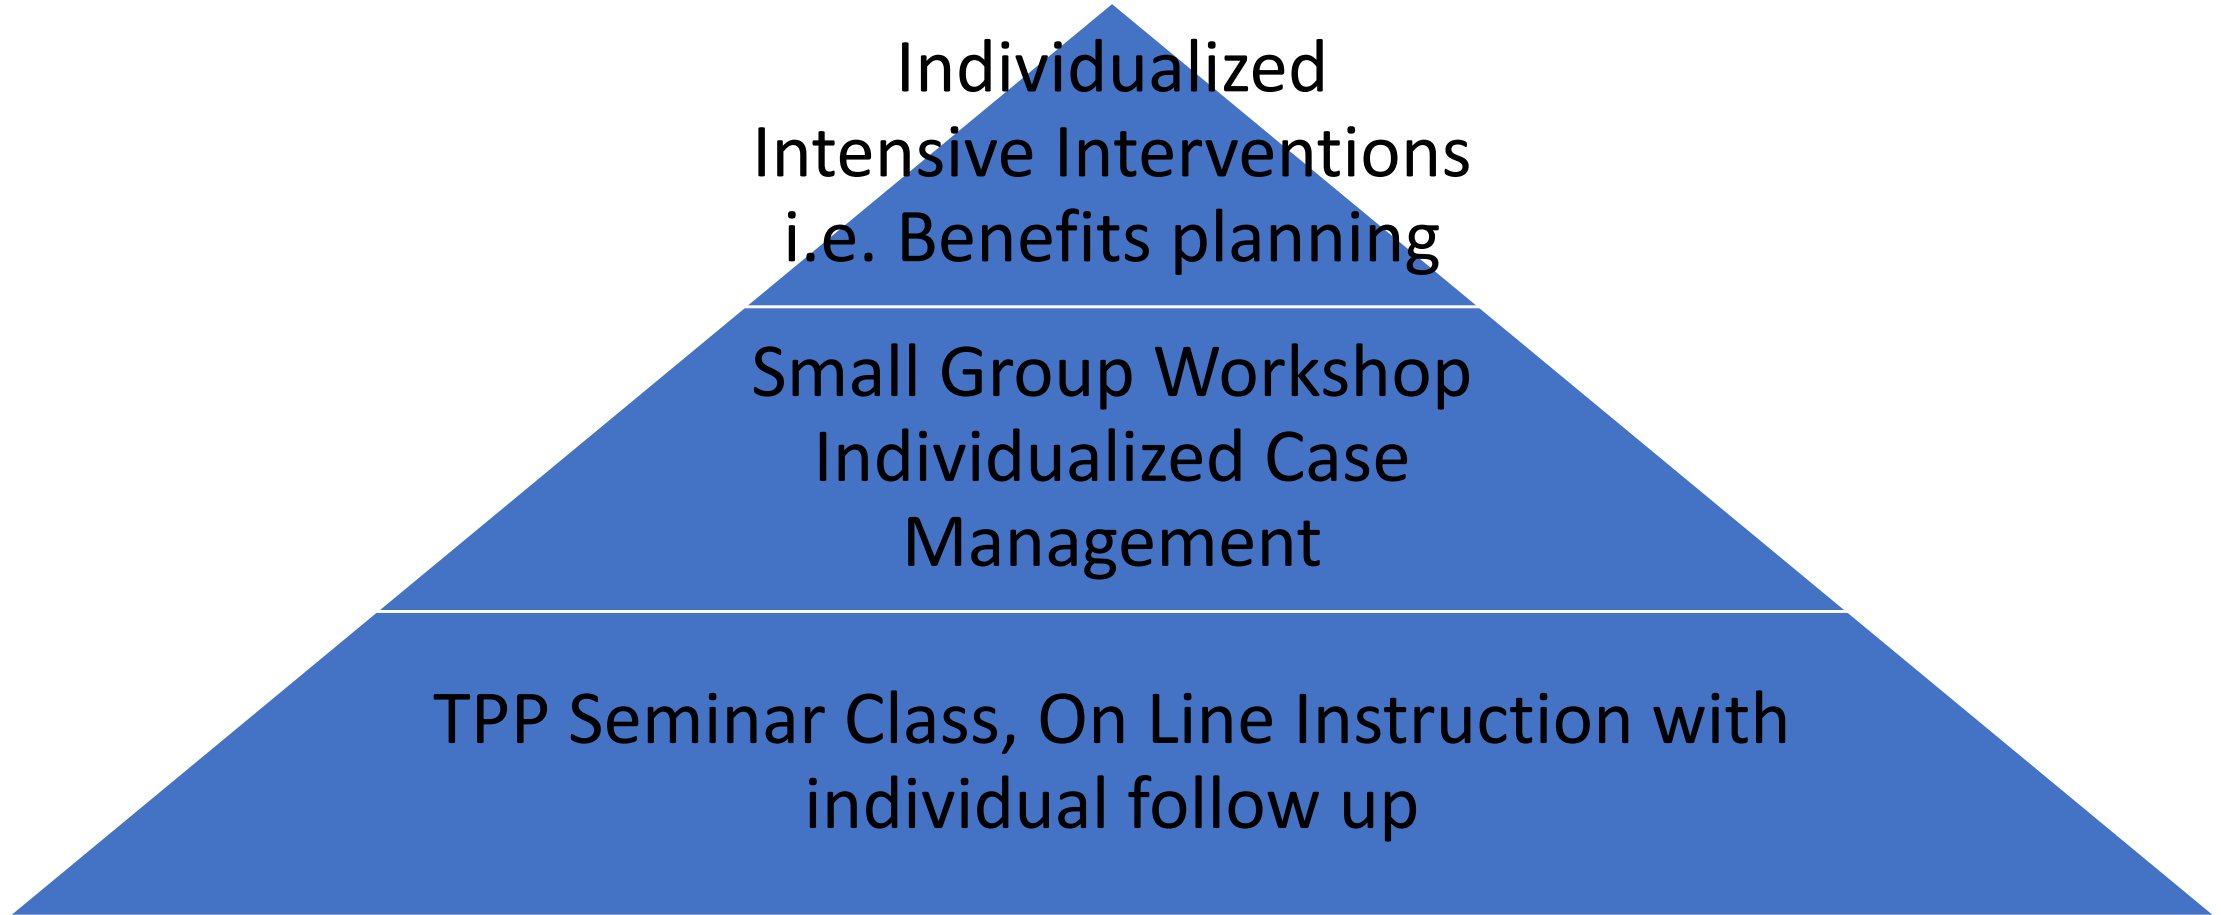 Individualized
Intensive Interventions
i.e. Benefits planning
Small Group Workshop
Individualized Case
Management
TPP Seminar Class, On Line Instruction with
individual follow up